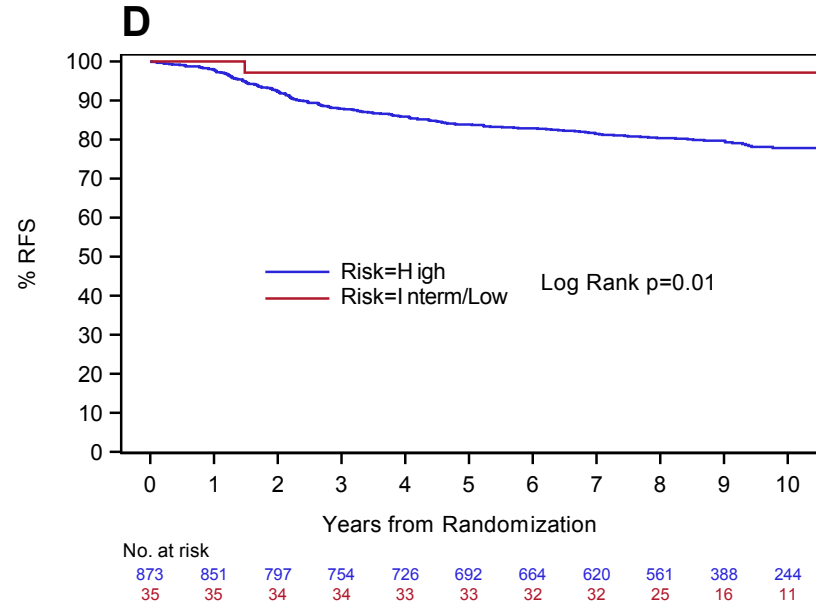 D
100
90
80
70
60
50
40
30
20
10
0
% RFS
Risk=High
Risk=Interm/Low
Log Rank p=0.01
0 1 2 3 4 5 6 7 8 9 10
Years from Randomization
No. at risk
873 851 797 754 726 692 664 620 561 388 244
35 35 34 34 33 33 32 32 25 16 11